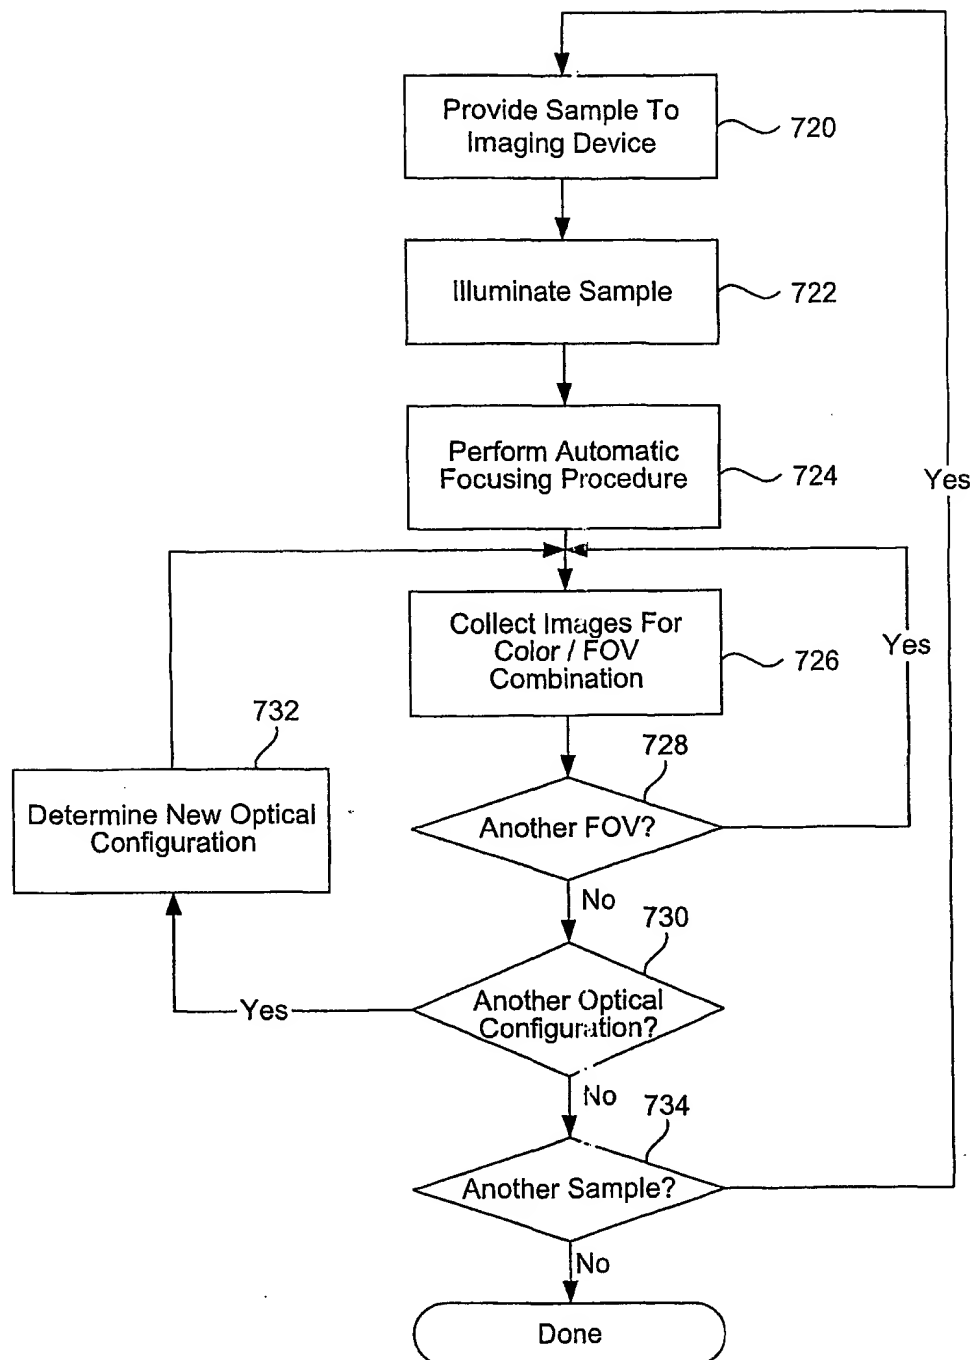 Provide Sample To
Imaging Device
720
Illuminate Sample
722
Perform Automatic
Focusing Procedure
724
Yes
Collect Images For
Color / FOV
Combination
726
Yes
732
Determine New Optical
Configuration
728
Another FOV?
No
730
Another Optical
Configuration?
Yes
No
734
Another Sample?
No
Done